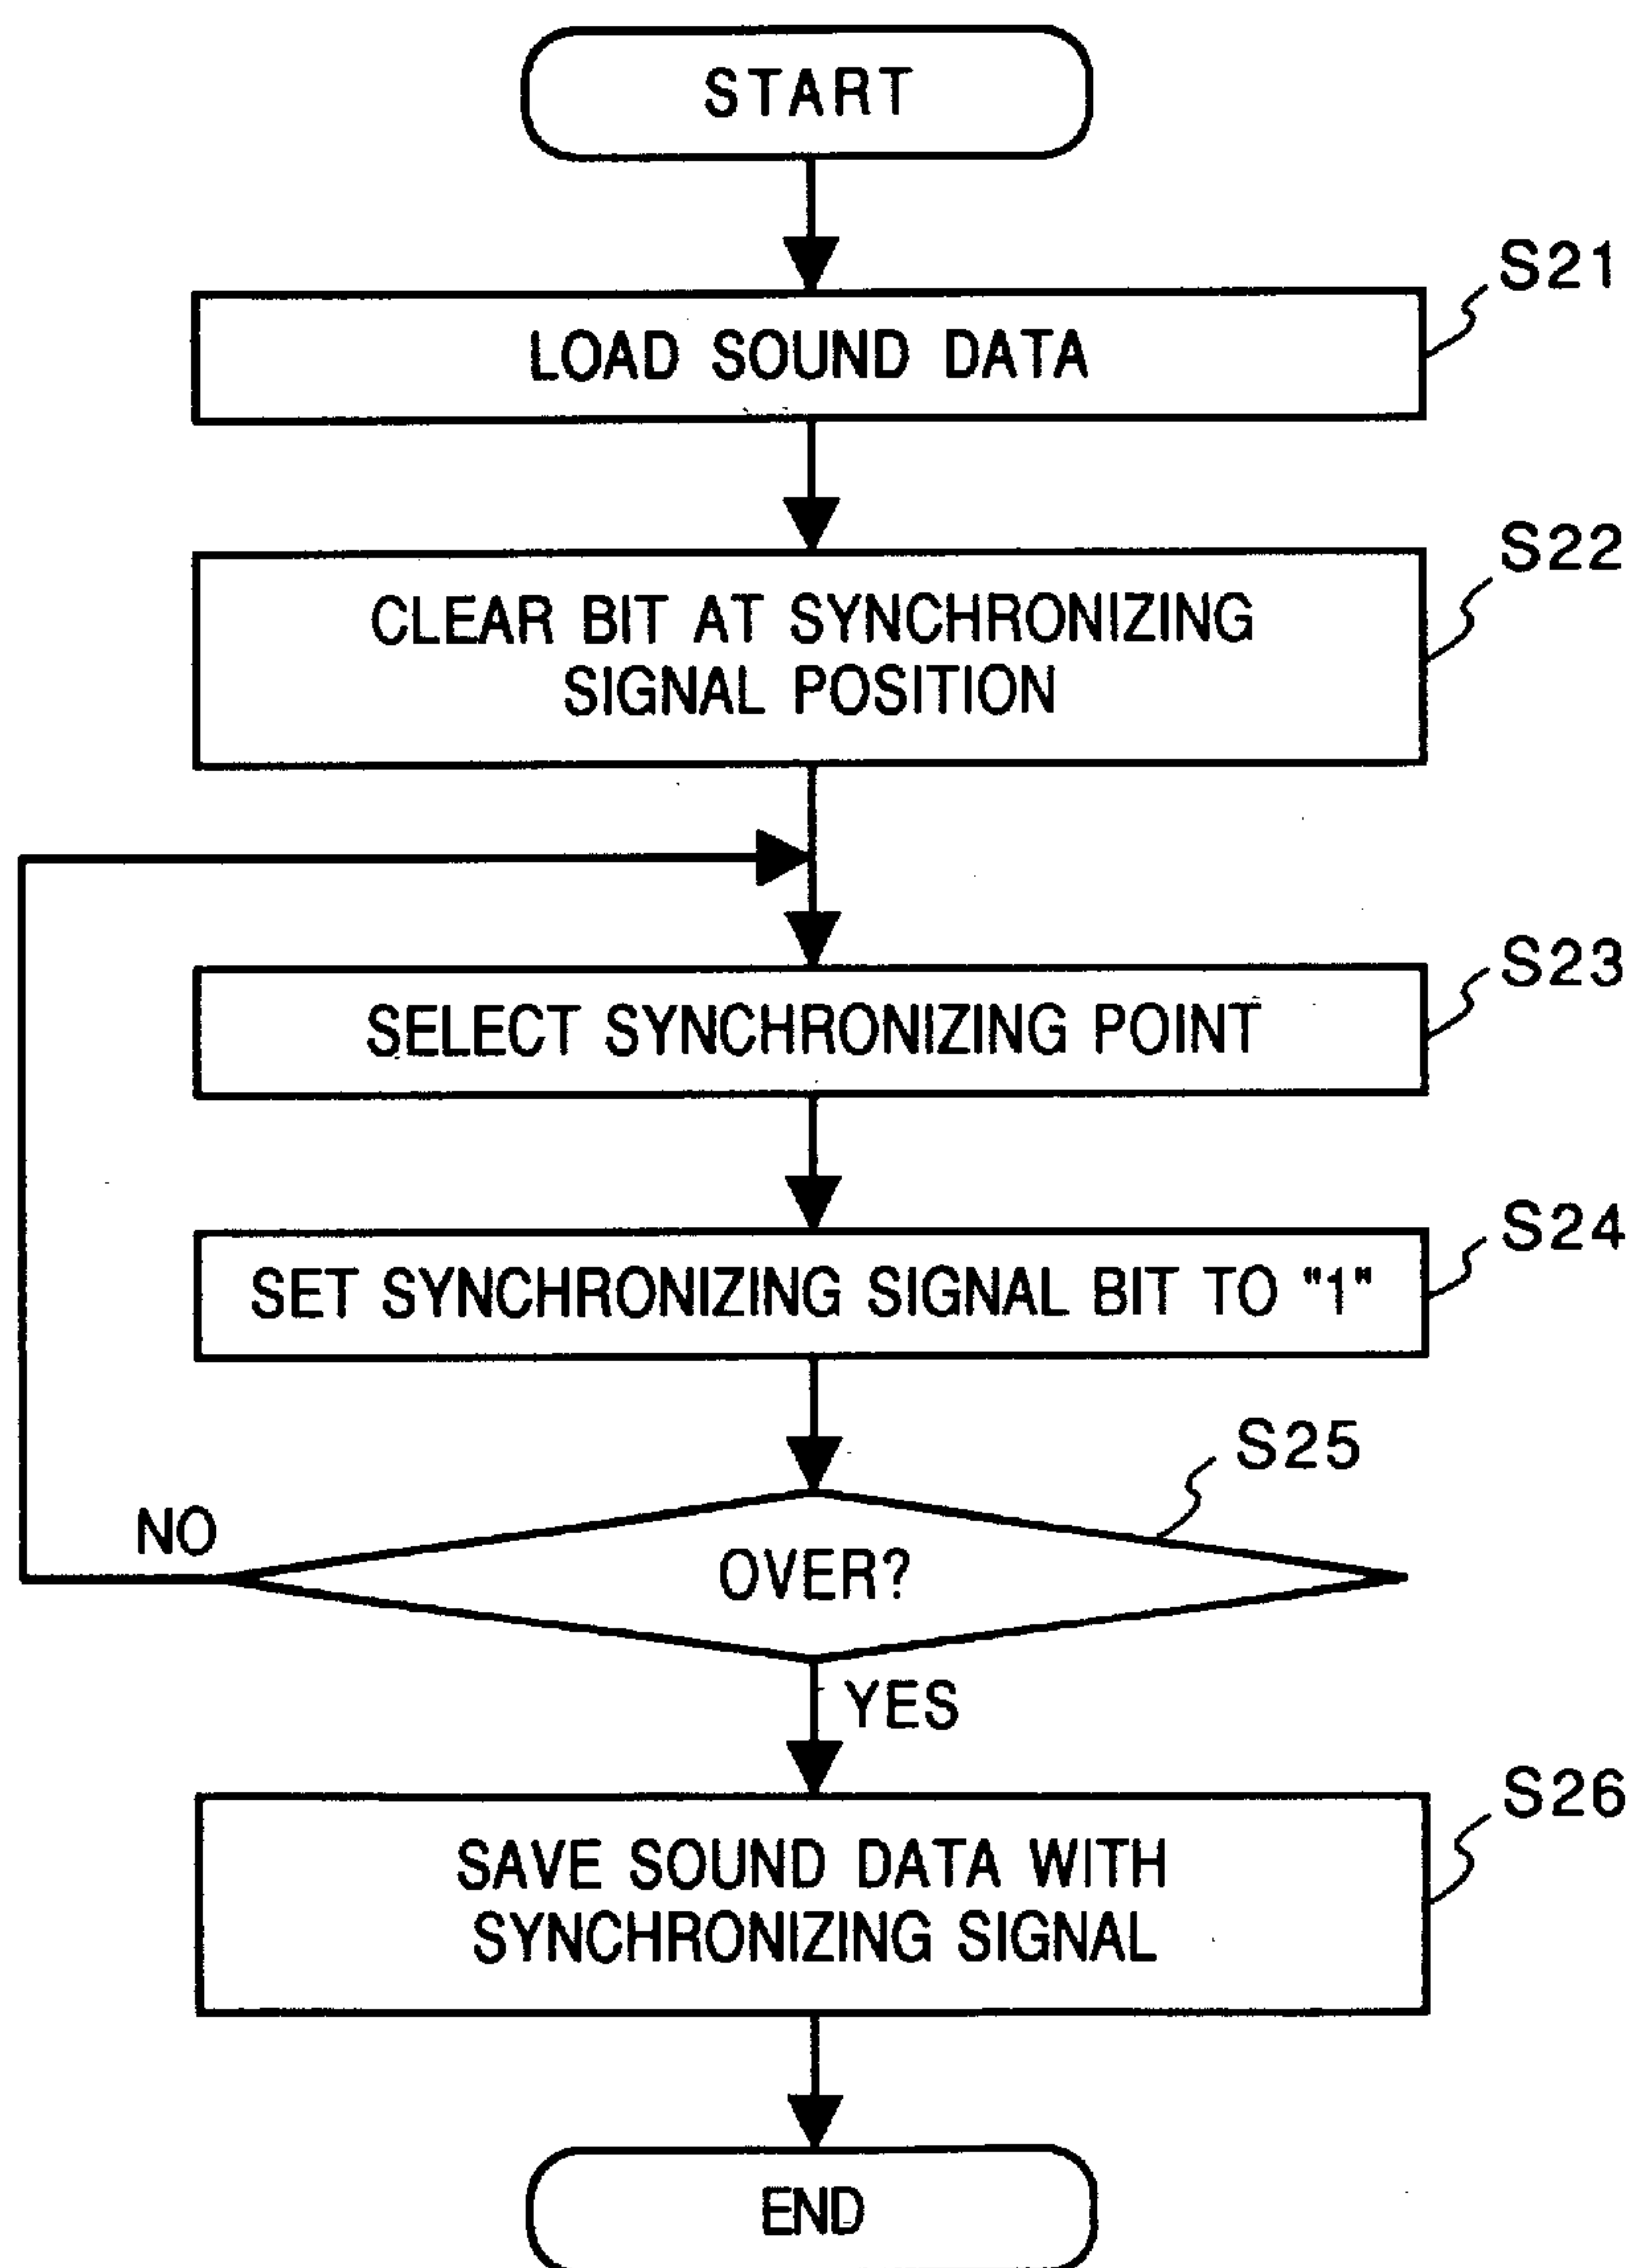 START
S21
LOAD SOUND DATA
S22
CLEAR BIT AT SYNCHRONIZING
SIGNAL POSITION
S23
SELECT SYNCHRONIZING POINT
S24
SET SYNCHRONIZING SIGNAL BIT TO "1"
S25
NO
OVER?
YES
S26
SAVE SOUND DATA WITH
SYNCHRONIZING SIGNAL
END